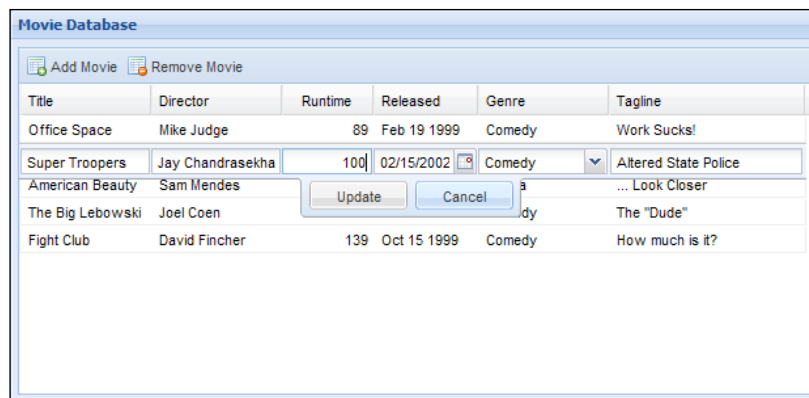 Movie Database
Add Movie Remove Movie
Title Director Runtime Released Genre Tagline
Office Space Mike Judge 89 Feb 19 1999 Comedy Work Sucks!
Super Troopers Jay Chandrasekha 100 02/15/2002 Comedy Altered State Police
American Beauty Sam Mendes ... Look Closer
The Big Lebowski Joel Coen The "Dude"
Update Cancel
Fight Club David Fincher 139 Oct 15 1999 Comedy How much is it?